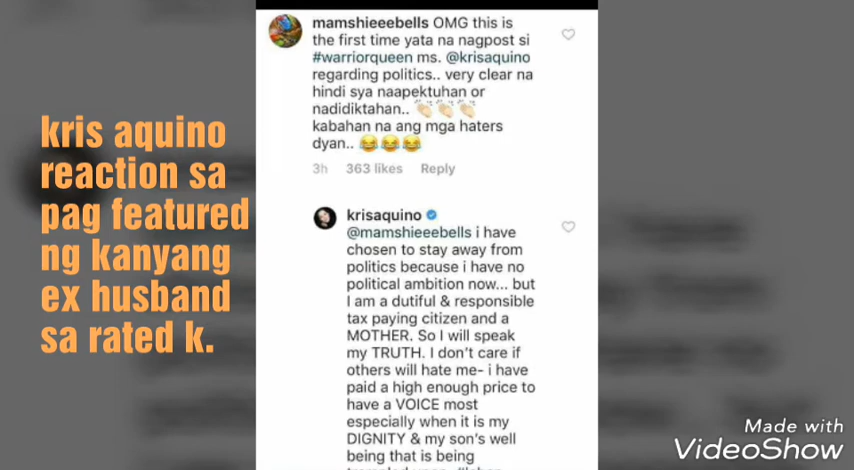 kris aquino
reaction sa
pag featured
ng kanyang
ex husband
sa rated k.
mamshieeebells OMG this is
the first time yata na nagpost si
#warriorqueen ms. @krisaquino
regarding politics.. very clear na
hindi sya naapektuhan or
nadidiktahan.. 👏🏻👏🏻👏🏻
kabahan na ang mga haters
dyan.. 😂😂😂
3h 363 likes Reply
krisaquino
@mamshieeebells i have
chosen to stay away from
politics because i have no
political ambition now... but
I am a dutiful & responsible
tax paying citizen and a
MOTHER. So I will speak
my TRUTH. I don't care if
others will hate me- i have
paid a high enough price to
have a VOICE most
especially when it is my
DIGNITY & my son's well
being that is being
Made with
VideoShow